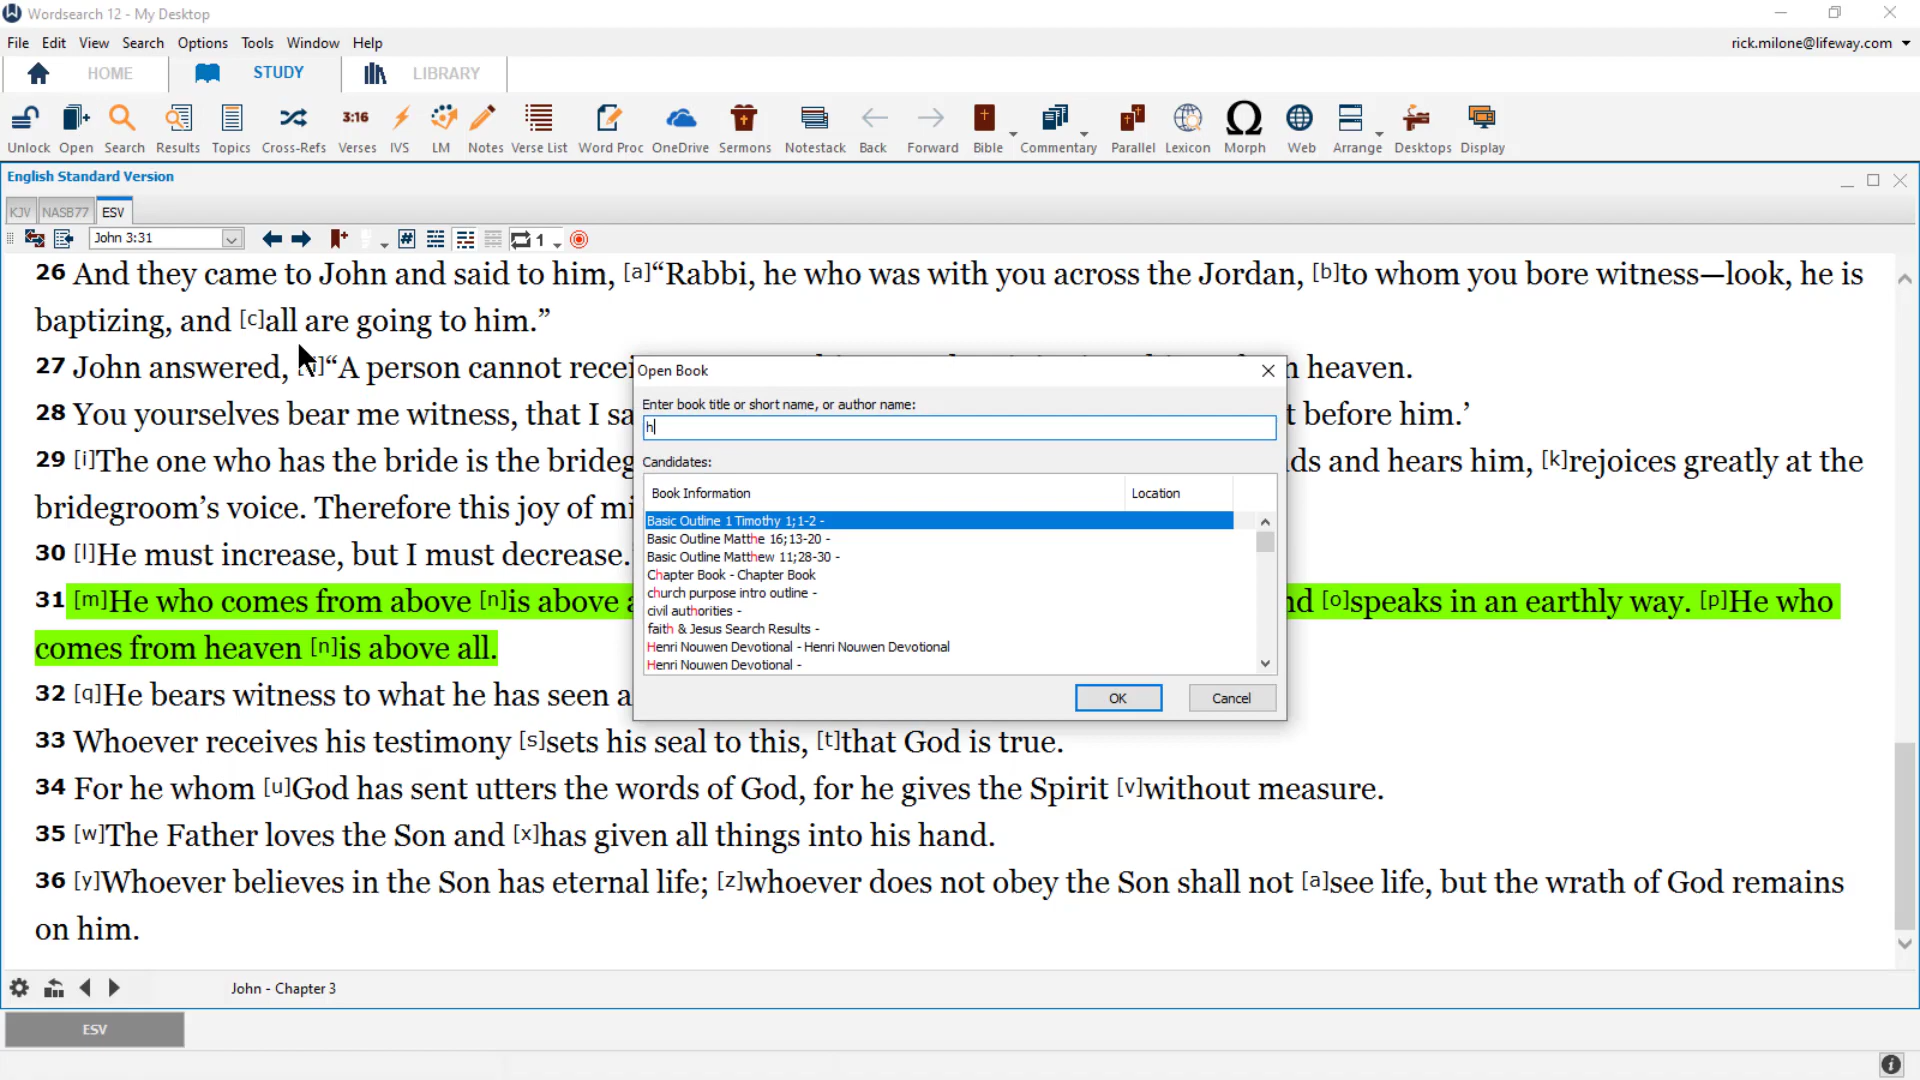 Wordsearch 12 - My Desktop
File Edit View Search Options Tools Window Help
rick.milone@lifeway.com
HOME STUDY LIBRARY
3:16
Unlock Open Search Results Topics Cross-Refs Verses IVS LM Notes Verse List Word Proc OneDrive Sermons Notestack Back Forward Bible Commentary Parallel Lexicon Morph Web Arrange Desktops Display
English Standard Version
KJV NASB77 ESV
John 3:31
1
26 And they came to John and said to him, [a]“Rabbi, he who was with you across the Jordan, [b]to whom you bore witness—look, he is
baptizing, and [c]all are going to him.”
27 John answered, “A person cannot recei
n heaven.
28 You yourselves bear me witness, that I sa
t before him.’
29 [i]The one who has the bride is the brideg
ds and hears him, [k]rejoices greatly at the
bridegroom’s voice. Therefore this joy of mi
30 [l]He must increase, but I must decrease.
31 [m]He who comes from above [n]is above a
nd [o]speaks in an earthly way. [p]He who
comes from heaven [n]is above all.
32 [q]He bears witness to what he has seen a
33 Whoever receives his testimony [s]sets his seal to this, [t]that God is true.
34 For he whom [u]God has sent utters the words of God, for he gives the Spirit [v]without measure.
35 [w]The Father loves the Son and [x]has given all things into his hand.
36 [y]Whoever believes in the Son has eternal life; [z]whoever does not obey the Son shall not [a]see life, but the wrath of God remains
on him.
Open Book
Enter book title or short name, or author name:
h
Candidates:
Book Information Location
Basic Outline 1 Timothy 1;1-2 -
Basic Outline Matthe 16;13-20 -
Basic Outline Matthew 11;28-30 -
Chapter Book - Chapter Book
church purpose intro outline -
civil authorities -
faith & Jesus Search Results -
Henri Nouwen Devotional - Henri Nouwen Devotional
Henri Nouwen Devotional -
OK Cancel
John - Chapter 3
ESV